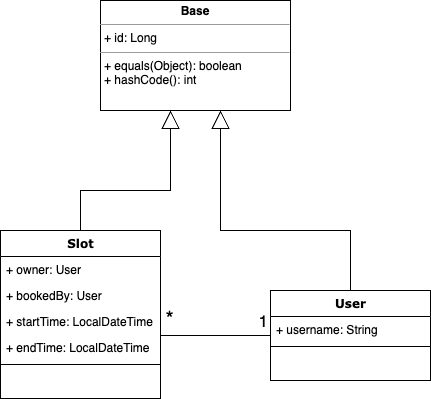 Base
+ id: Long
+ equals(Object): boolean
+ hashCode(): int
Slot
+ owner: User
+ bookedBy: User
+ startTime: LocalDateTime
+ endTime: LocalDateTime
*
1
User
+ username: String